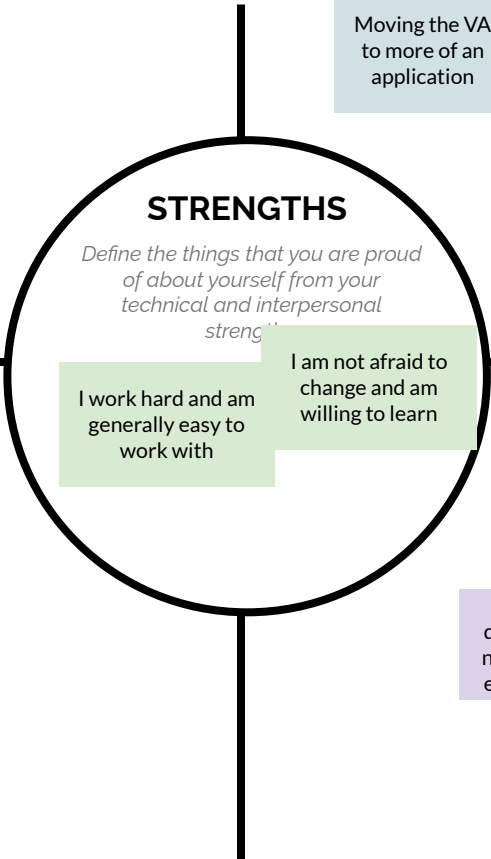 Moving the VA
to more of an
application
STRENGTHS
Define the things that you are proud
of about yourself from your
technical and interpersonal
I am not afraid to
change and am
willing to learn
I work hard and am
generally easy to
work with